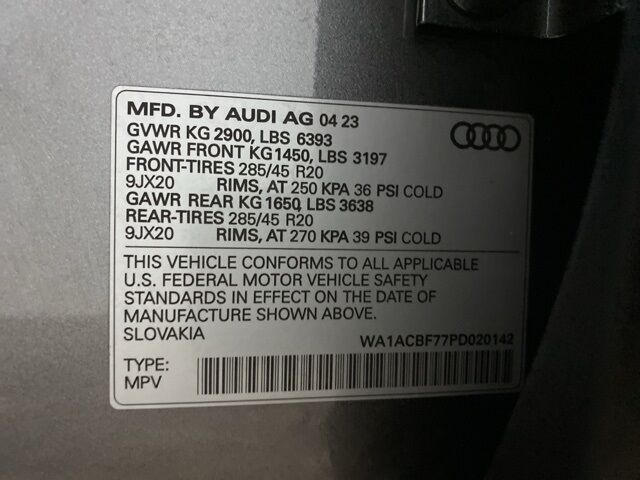 MFD. BY AUDI AG 04 23
GVWR KG 2900, LBS 6393
GAWR FRONT KG1450, LBS 3197
FRONT-TIRES 285/45 R20
9JX20 RIMS, AT 250 KPA 36 PSI COLD
GAWR REAR KG 1650, LBS 3638
REAR-TIRES 285/45 R20
9JX20 RIMS, AT 270 KPA 39 PSI COLD
THIS VEHICLE CONFORMS TO ALL APPLICABLE
U.S. FEDERAL MOTOR VEHICLE SAFETY
STANDARDS IN EFFECT ON THE DATE OF
MANUFACTURE SHOWN ABOVE.
SLOVAKIA WA1ACBF77PD020142
TYPE:
MPV